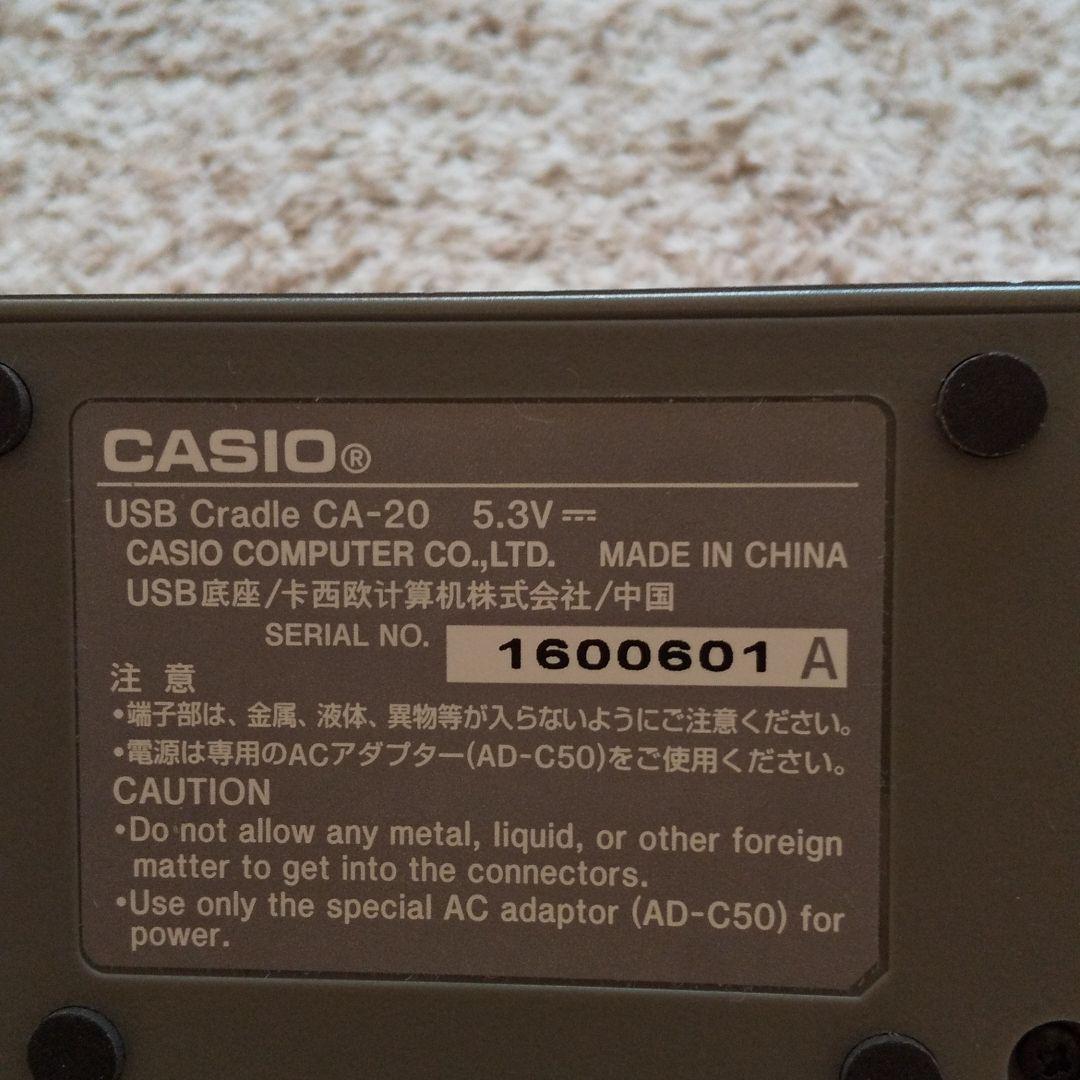 CASIO®
USB Cradle CA-20 5.3V ⎓
CASIO COMPUTER CO.,LTD. MADE IN CHINA
USB底座/卡西欧计算机株式会社/中国
SERIAL NO. 1600601 A
注 意
•端子部は、金属、液体、異物等が入らないようにご注意ください。
•電源は専用のACアダプター(AD-C50)をご使用ください。
CAUTION
•Do not allow any metal, liquid, or other foreign
matter to get into the connectors.
•Use only the special AC adaptor (AD-C50) for
power.